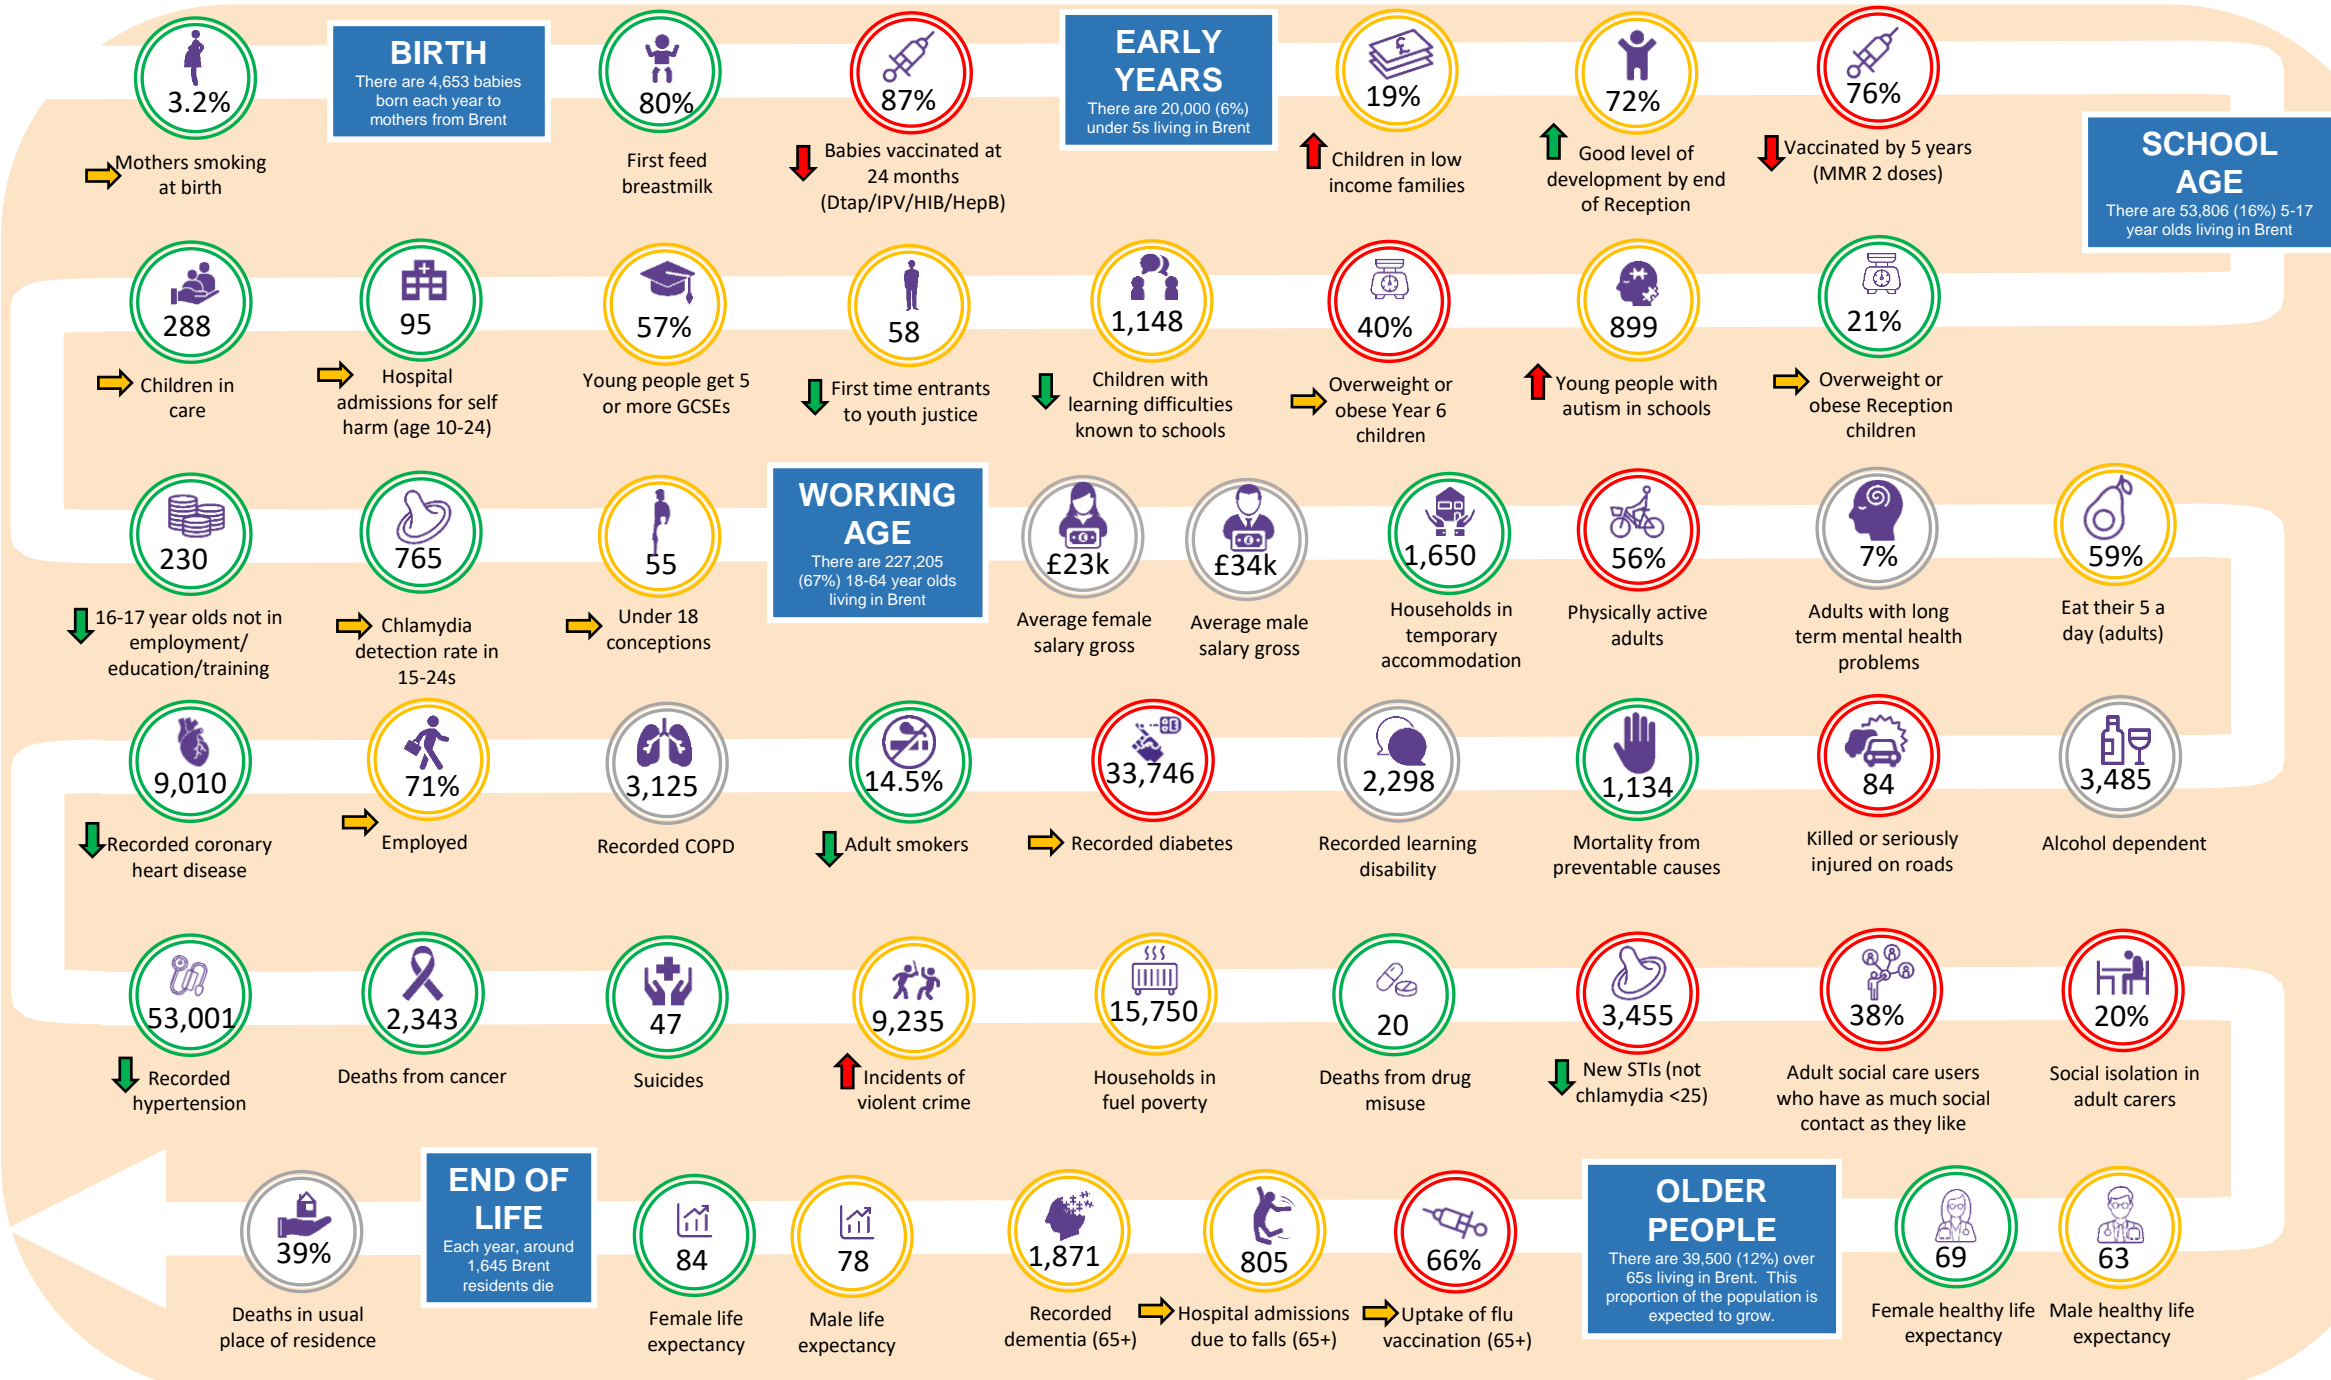 3.2%
Mothers smoking
at birth
BIRTH
There are 4,653 babies
born each year to
mothers from Brent
80%
First feed
breastmilk
87%
Babies vaccinated at
24 months
(Dtap/IPV/HIB/HepB)
EARLY
YEARS
There are 20,000 (6%)
under 5s living in Brent
19%
Children in low
income families
72%
Good level of
development by end
of Reception
76%
Vaccinated by 5 years
(MMR 2 doses)
SCHOOL
AGE
There are 53,806 (16%) 5-17
year olds living in Brent
288
Children in
care
95
Hospital
admissions for self
harm (age 10-24)
57%
Young people get 5
or more GCSEs
58
First time entrants
to youth justice
1,148
Children with
learning difficulties
known to schools
40%
Overweight or
obese Year 6
children
899
Young people with
autism in schools
21%
Overweight or
obese Reception
children
230
16-17 year olds not in
employment/
education/training
765
Chlamydia
detection rate in
15-24s
55
Under 18
conceptions
WORKING
AGE
There are 227,205
(67%) 18-64 year olds
living in Brent
£23k
Average female
salary gross
£34k
Average male
salary gross
1,650
Households in
temporary
accommodation
56%
Physically active
adults
7%
Adults with long
term mental health
problems
59%
Eat their 5 a
day (adults)
9,010
Recorded coronary
heart disease
71%
Employed
3,125
Recorded COPD
14.5%
Adult smokers
33,746
Recorded diabetes
2,298
Recorded learning
disability
1,134
Mortality from
preventable causes
84
Killed or seriously
injured on roads
3,485
Alcohol dependent
53,001
Recorded
hypertension
2,343
Deaths from cancer
47
Suicides
9,235
Incidents of
violent crime
15,750
Households in
fuel poverty
20
Deaths from drug
misuse
3,455
New STIs (not
chlamydia <25)
38%
Adult social care users
who have as much social
contact as they like
20%
Social isolation in
adult carers
39%
Deaths in usual
place of residence
END OF
LIFE
Each year, around
1,645 Brent
residents die
84
Female life
expectancy
78
Male life
expectancy
1,871
Recorded
dementia (65+)
805
Hospital admissions
due to falls (65+)
66%
Uptake of flu
vaccination (65+)
OLDER
PEOPLE
There are 39,500 (12%) over
65s living in Brent. This
proportion of the population is
expected to grow.
69
Female healthy life
expectancy
63
Male healthy life
expectancy